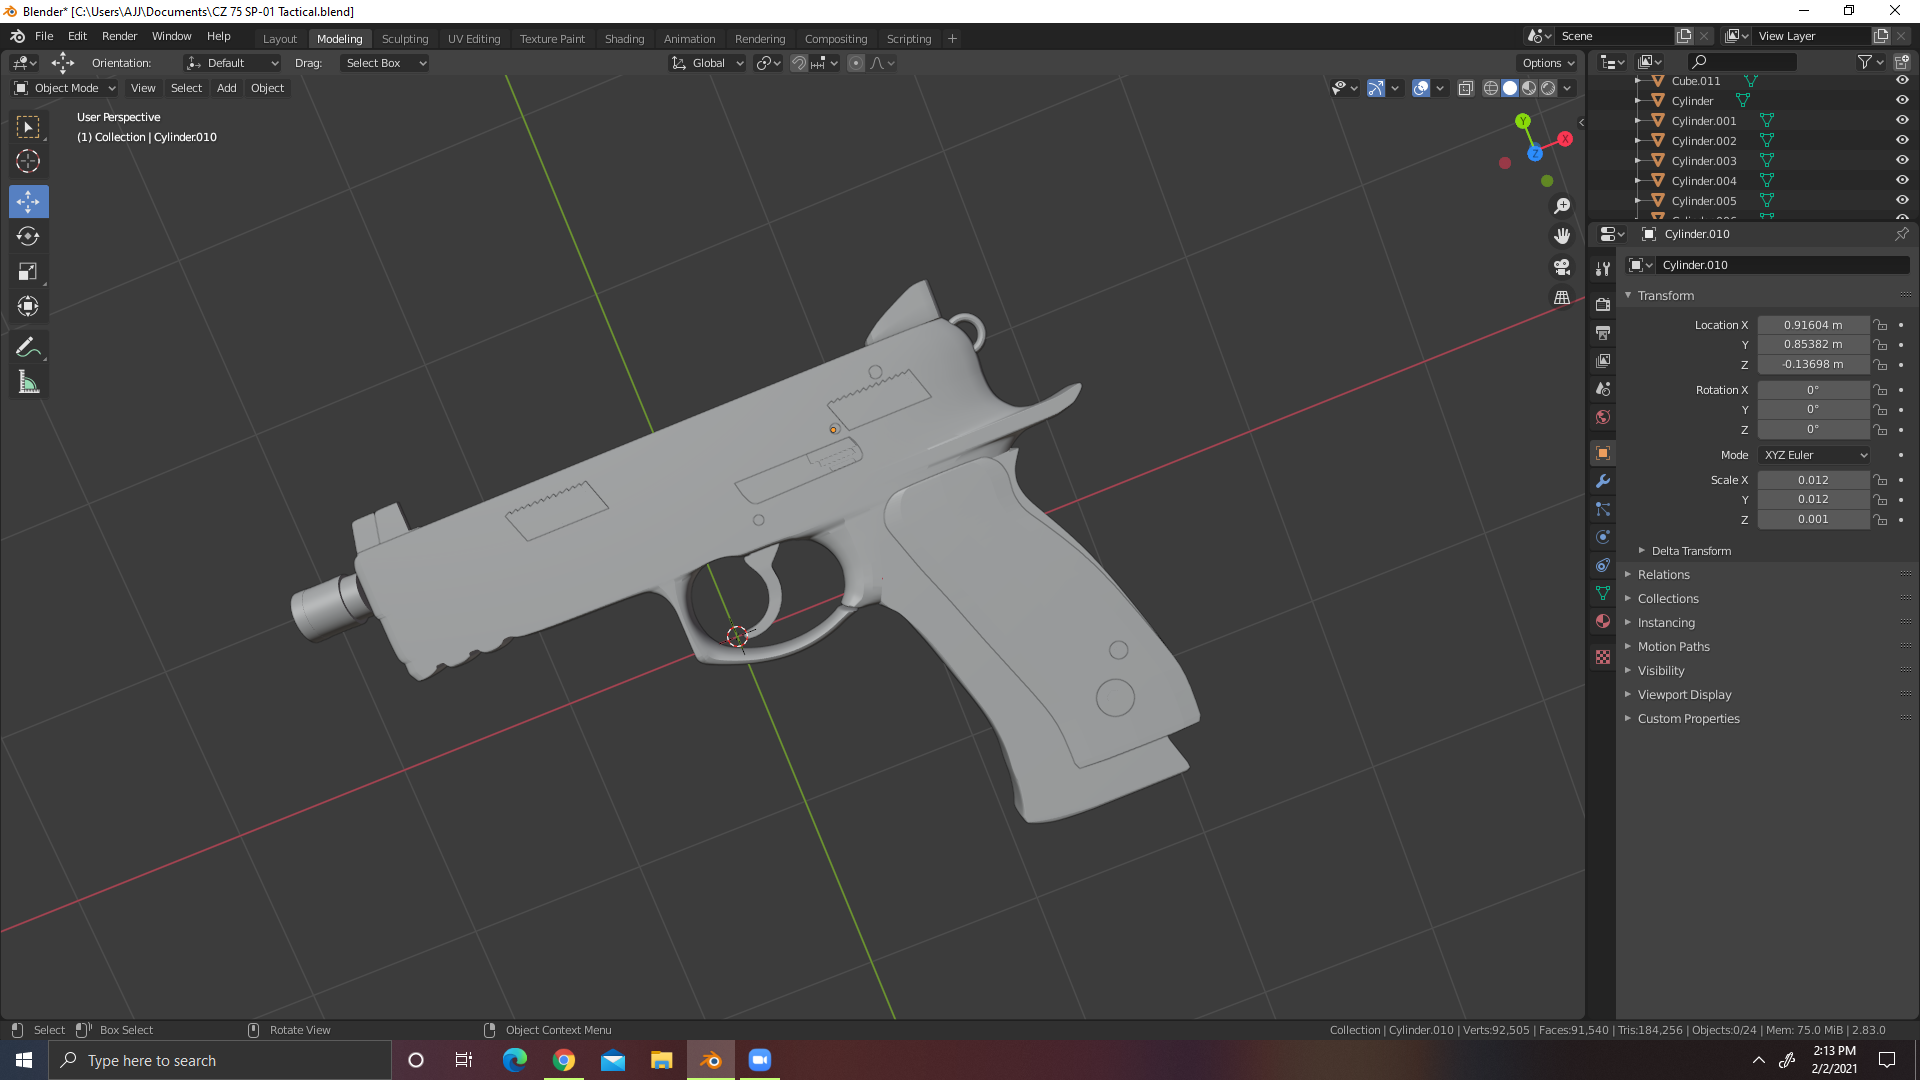 Blender* [C:\Users\AJJ\Documents\CZ 75 SP-01 Tactical.blend]
File Edit Render Window Help Layout Modeling Sculpting UV Editing Texture Paint Shading Animation Rendering Compositing Scripting + Scene View Layer
Orientation: Default Drag: Select Box Global Options
Object Mode View Select Add Object
User Perspective
(1) Collection | Cylinder.010
Y
X
Z
Cube.011
Cylinder
Cylinder.001
Cylinder.002
Cylinder.003
Cylinder.004
Cylinder.005
Cylinder.010
Cylinder.010
Transform
Location X 0.91604 m
Y 0.85382 m
Z -0.13698 m
Rotation X 0°
Y 0°
Z 0°
Mode XYZ Euler
Scale X 0.012
Y 0.012
Z 0.001
Delta Transform
Relations
Collections
Instancing
Motion Paths
Visibility
Viewport Display
Custom Properties
Select Box Select Rotate View Object Context Menu Collection | Cylinder.010 | Verts:92,505 | Faces:91,540 | Tris:184,256 | Objects:0/24 | Mem: 75.0 MiB | 2.83.0
Type here to search
2:13 PM
2/2/2021